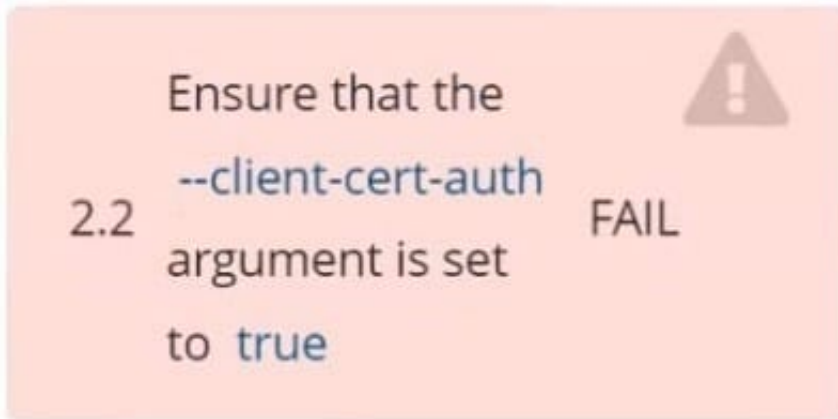 Ensure that the
--client-cert-auth
2.2
FAIL
argument is set
to true